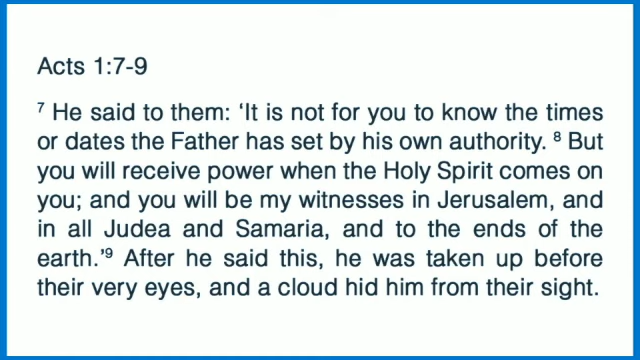 Acts 1:7-9
⁷ He said to them: ‘It is not for you to know the times
or dates the Father has set by his own authority. ⁸ But
you will receive power when the Holy Spirit comes on
you; and you will be my witnesses in Jerusalem, and
in all Judea and Samaria, and to the ends of the
earth.’⁹ After he said this, he was taken up before
their very eyes, and a cloud hid him from their sight.